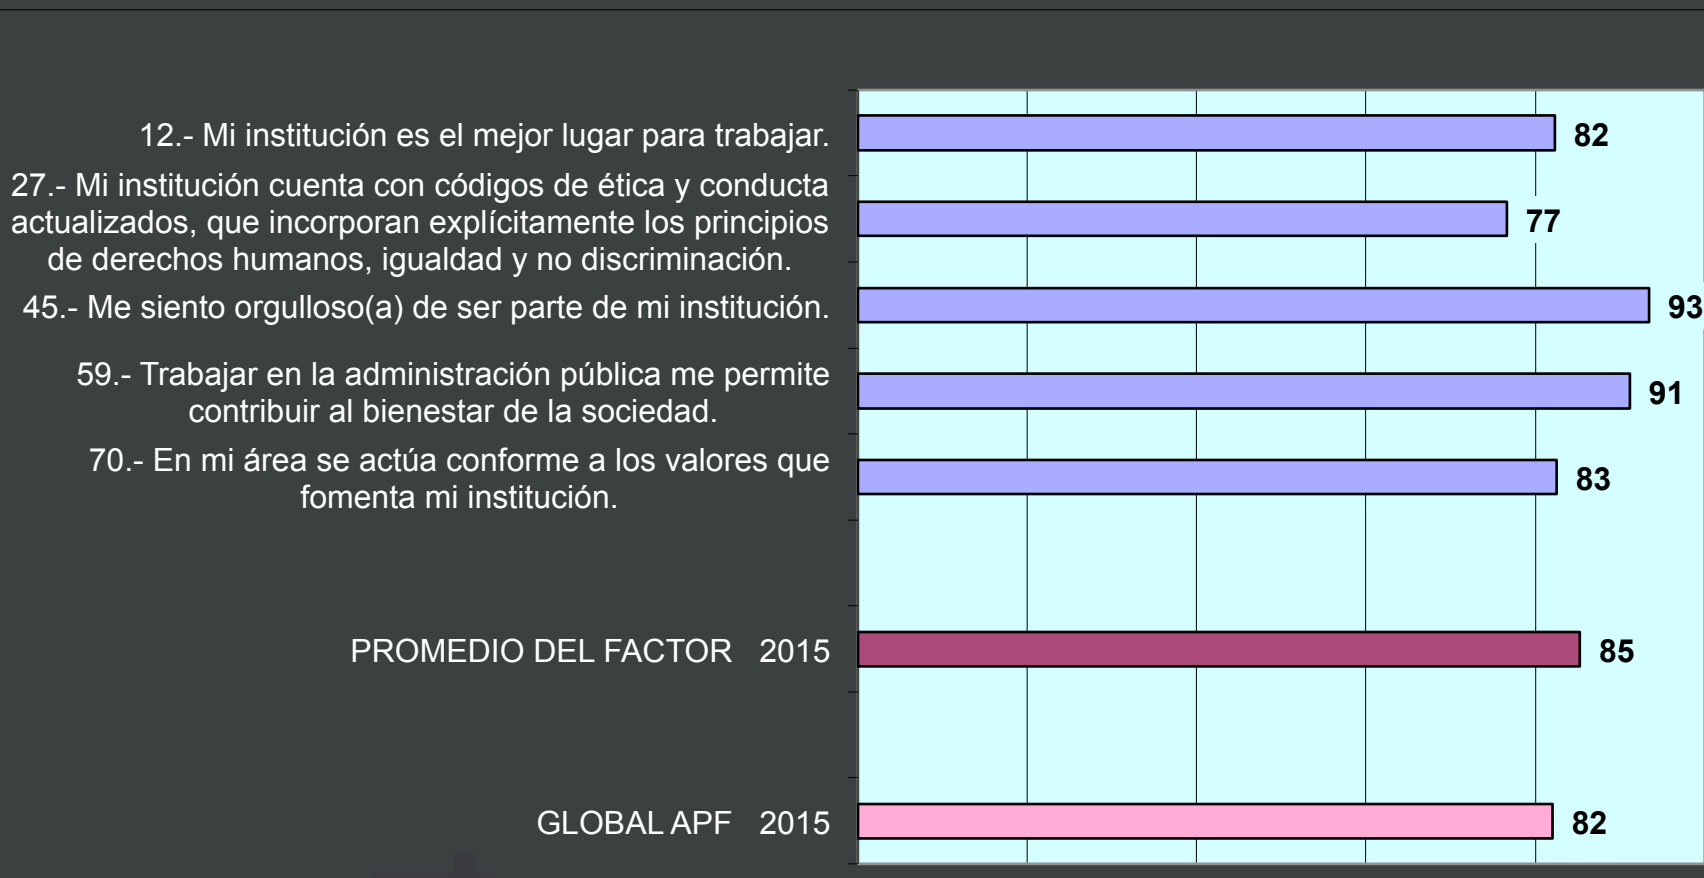 12.- Mi institución es el mejor lugar para trabajar.
82
27.- Mi institución cuenta con códigos de ética y conducta
actualizados, que incorporan explícitamente los principios
de derechos humanos, igualdad y no discriminación.
77
45.- Me siento orgulloso(a) de ser parte de mi institución.
93
59.- Trabajar en la administración pública me permite
contribuir al bienestar de la sociedad.
91
70.- En mi área se actúa conforme a los valores que
fomenta mi institución.
83
PROMEDIO DEL FACTOR 2015
85
GLOBAL APF 2015
82